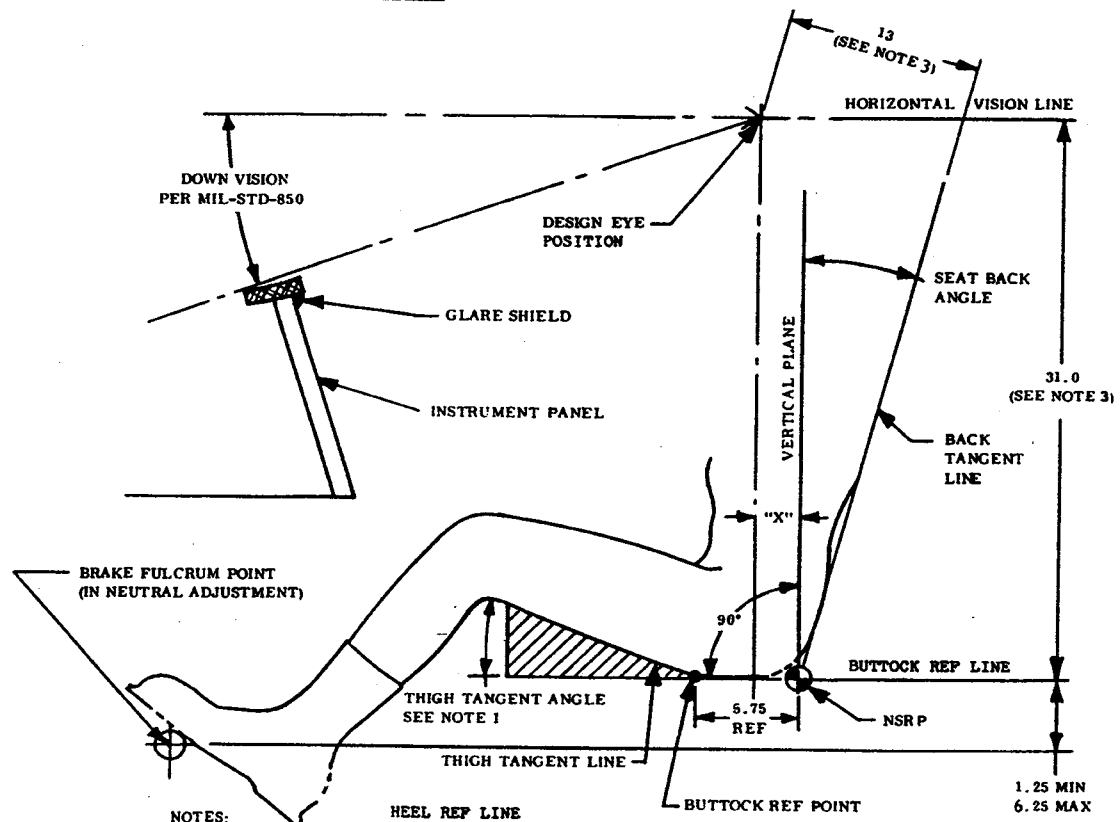 13
(SEE NOTE 3)
HORIZONTAL VISION LINE
DOWN VISION
PER MIL-STD-850
DESIGN EYE
POSITION
SEAT BACK
ANGLE
GLARE SHIELD
VERTICAL PLANE
31.0
(SEE NOTE 3)
INSTRUMENT PANEL
BACK
TANGENT
LINE
"X"
BRAKE FULCRUM POINT
(IN NEUTRAL ADJUSTMENT)
90°
BUTTOCK REF LINE
THIGH TANGENT ANGLE
SEE NOTE 1
5.75
REF
NSRP
THIGH TANGENT LINE
1.25 MIN
6.25 MAX
BUTTOCK REF POINT
NOTES:
HEEL REF LINE